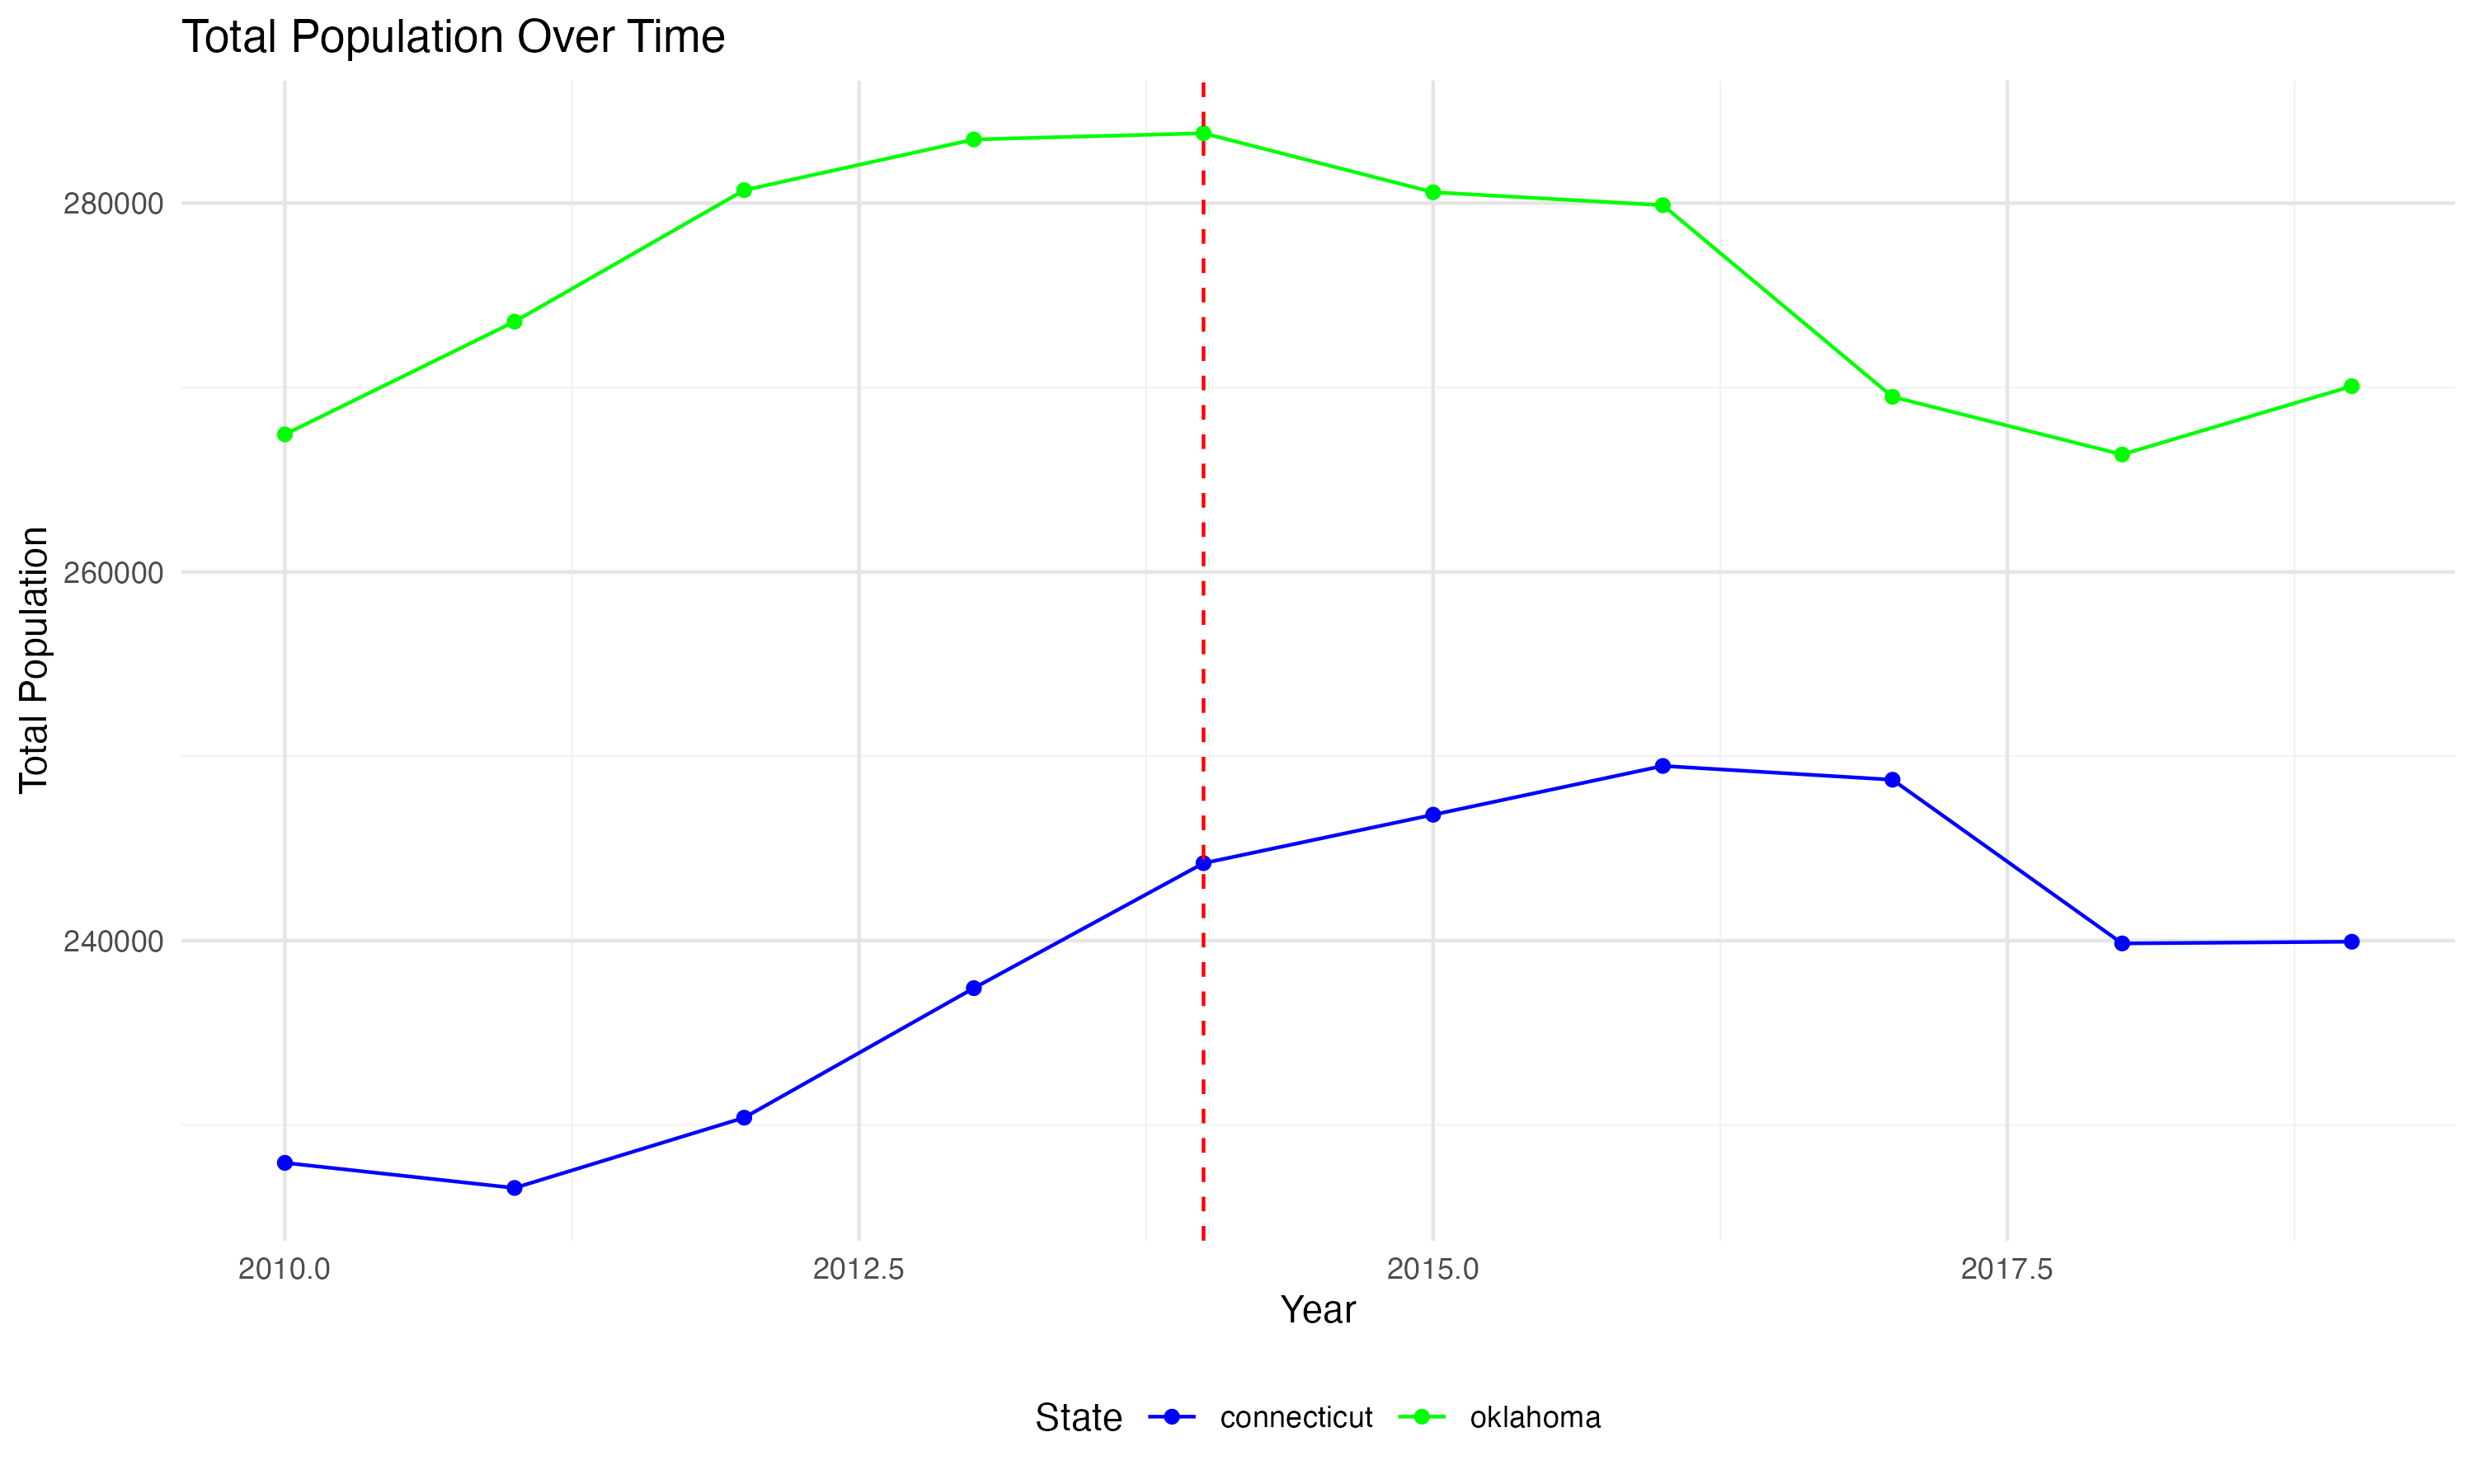 Total Population Over Time
Total Population
280000
260000
240000
2010.0 2012.5 2015.0 2017.5
Year
State connecticut oklahoma